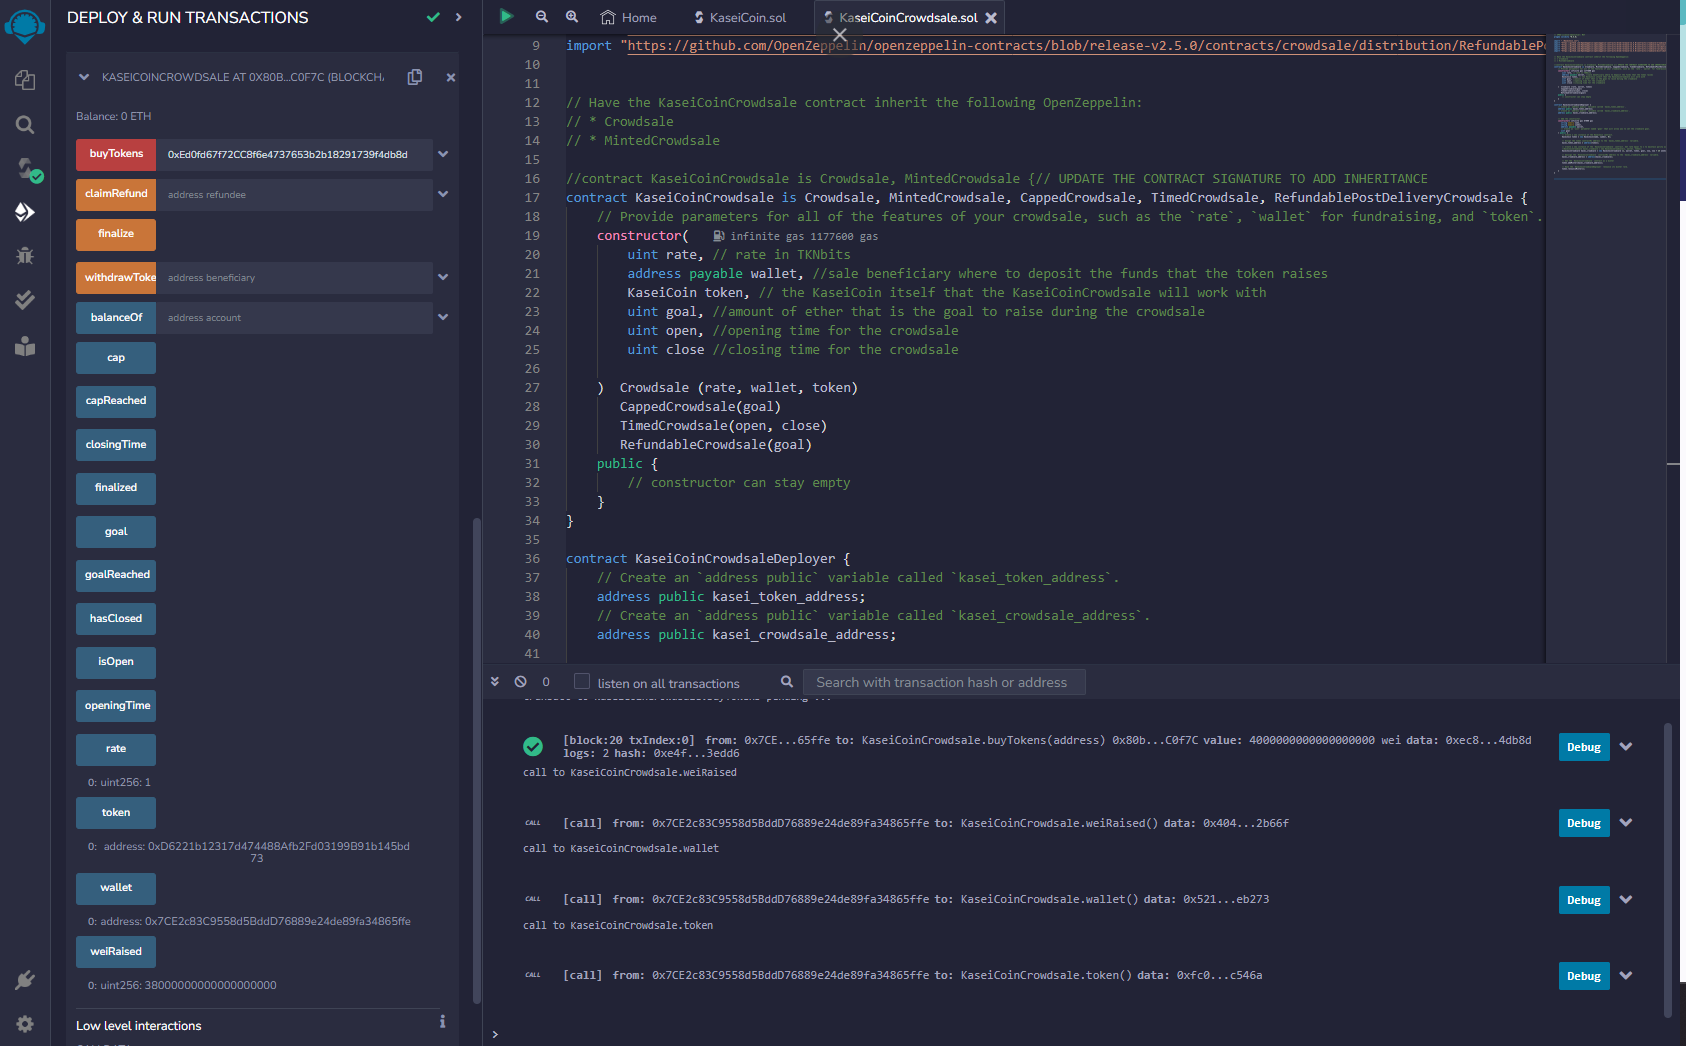 DEPLOY & RUN TRANSACTIONS
KASEICOINCROWDSALE AT 0X80B...C0F7C (BLOCKCHA
Balance: 0 ETH
buyTokens 0xEd0fd67f72CC8f6e4737653b2b18291739f4db8d
claimRefund address refundee
finalize
withdrawToke address beneficiary
balanceOf address account
cap
capReached
closingTime
finalized
goal
goalReached
hasClosed
isOpen
openingTime
rate
0: uint256: 1
token
0: address: 0xD6221b12317d474488Afb2Fd03199B91b145bd
73
wallet
0: address: 0x7CE2c83C9558d5BddD76889e24de89fa34865ffe
weiRaised
0: uint256: 38000000000000000000
Low level interactions
Home KaseiCoin.sol KaseiCoinCrowdsale.sol
9 import "https://github.com/OpenZeppelin/openzeppelin-contracts/blob/release-v2.5.0/contracts/crowdsale/distribution/RefundableP
10
11
12 // Have the KaseiCoinCrowdsale contract inherit the following OpenZeppelin:
13 // * Crowdsale
14 // * MintedCrowdsale
15
16 //contract KaseiCoinCrowdsale is Crowdsale, MintedCrowdsale {// UPDATE THE CONTRACT SIGNATURE TO ADD INHERITANCE
17 contract KaseiCoinCrowdsale is Crowdsale, MintedCrowdsale, CappedCrowdsale, TimedCrowdsale, RefundablePostDeliveryCrowdsale {
18 // Provide parameters for all of the features of your crowdsale, such as the `rate`, `wallet` for fundraising, and `token`.
19 constructor( infinite gas 1177600 gas
20 uint rate, // rate in TKNbits
21 address payable wallet, //sale beneficiary where to deposit the funds that the token raises
22 KaseiCoin token, // the KaseiCoin itself that the KaseiCoinCrowdsale will work with
23 uint goal, //amount of ether that is the goal to raise during the crowdsale
24 uint open, //opening time for the crowdsale
25 uint close //closing time for the crowdsale
26
27 ) Crowdsale (rate, wallet, token)
28 CappedCrowdsale(goal)
29 TimedCrowdsale(open, close)
30 RefundableCrowdsale(goal)
31 public {
32 // constructor can stay empty
33 }
34 }
35
36 contract KaseiCoinCrowdsaleDeployer {
37 // Create an `address public` variable called `kasei_token_address`.
38 address public kasei_token_address;
39 // Create an `address public` variable called `kasei_crowdsale_address`.
40 address public kasei_crowdsale_address;
41
0 listen on all transactions Search with transaction hash or address
[block:20 txIndex:0] from: 0x7CE...65ffe to: KaseiCoinCrowdsale.buyTokens(address) 0x80b...C0f7C value: 4000000000000000000 wei data: 0xec8...4db8d
logs: 2 hash: 0xe4f...3edd6
Debug
call to KaseiCoinCrowdsale.weiRaised
CALL [call] from: 0x7CE2c83C9558d5BddD76889e24de89fa34865ffe to: KaseiCoinCrowdsale.weiRaised() data: 0x404...2b66f Debug
call to KaseiCoinCrowdsale.wallet
CALL [call] from: 0x7CE2c83C9558d5BddD76889e24de89fa34865ffe to: KaseiCoinCrowdsale.wallet() data: 0x521...eb273 Debug
call to KaseiCoinCrowdsale.token
CALL [call] from: 0x7CE2c83C9558d5BddD76889e24de89fa34865ffe to: KaseiCoinCrowdsale.token() data: 0xfc0...c546a Debug
>